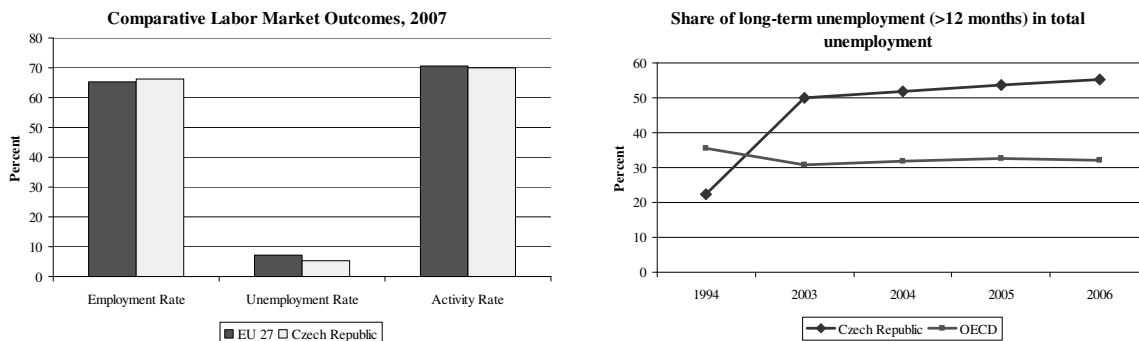 Comparative Labor Market Outcomes, 2007
80
70
60
50
40
30
20
10
0
Percent
Employment Rate Unemployment Rate Activity Rate
EU 27 Czech Republic
Share of long-term unemployment (>12 months) in total
unemployment
60
50
40
30
20
10
0
Percent
1994 2003 2004 2005 2006
Czech Republic OECD